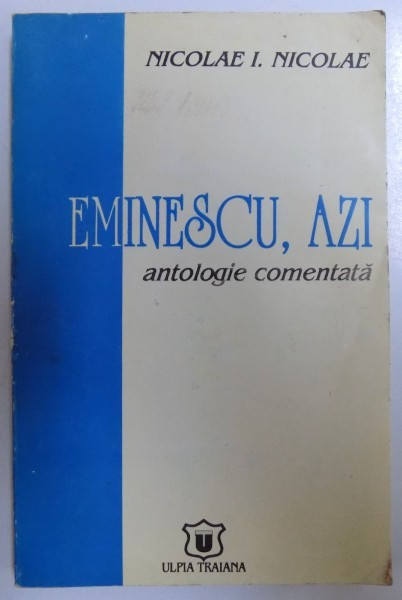 NICOLAE I. NICOLAE
EMINESCU, AZI
antologie comentată
U
ULPIA TRAIANA